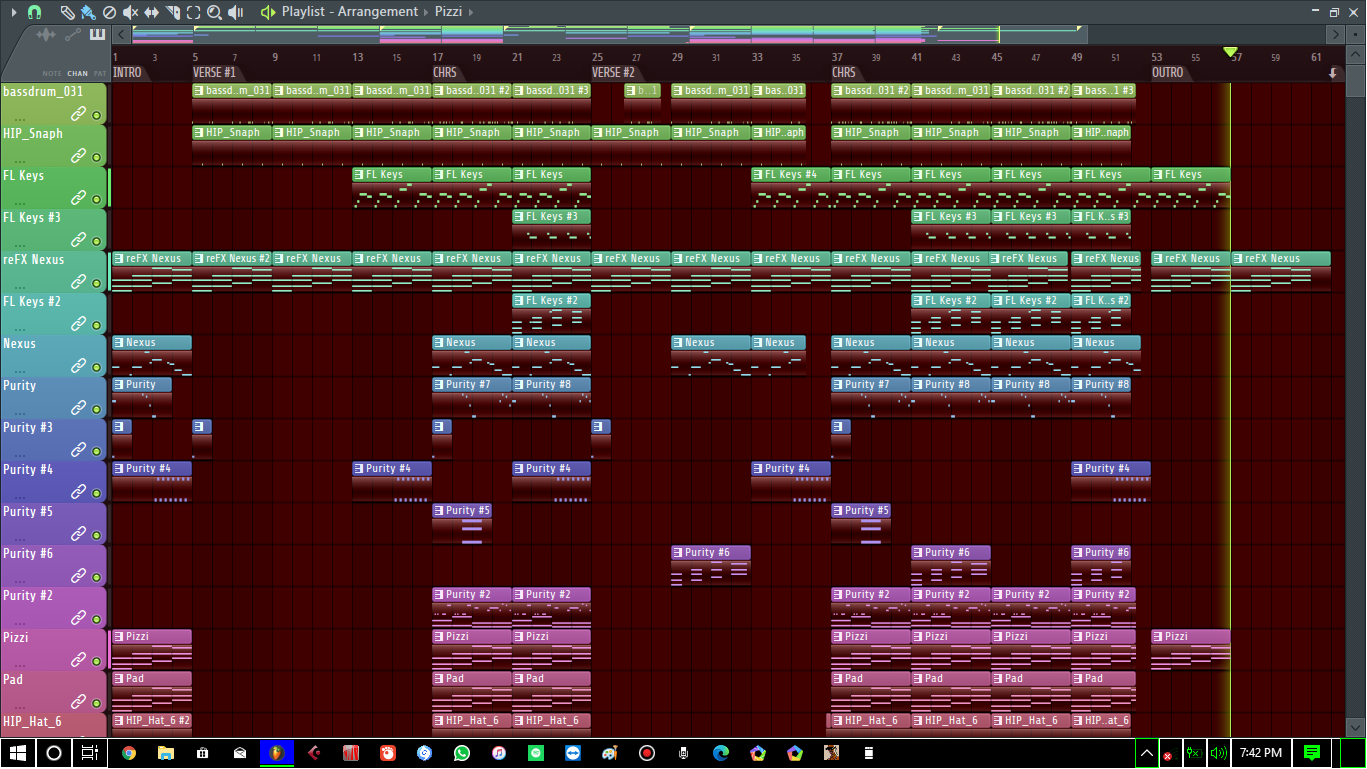 Playlist - Arrangement Pizzi
NOTE CHAN PAT
1 3 5 7 9 11 13 15 17 19 21 23 25 27 29 31 33 35 37 39 41 43 45 47 49 51 53 55 57 59 61
INTRO VERSE #1 CHRS VERSE #2 CHRS OUTRO
bassdrum_031 bassd..m_031 bassd..m_031 bassd..m_031 bassd..031 #2 bassd..031 #3 b..1 bassd..m_031 bas..031 bassd..031 #2 bassd..m_031 bassd..031 #2 bass..1 #3
HIP_Snaph HIP_Snaph HIP_Snaph HIP_Snaph HIP_Snaph HIP_Snaph HIP_Snaph HIP_Snaph HIP..aph HIP_Snaph HIP_Snaph HIP_Snaph HIP..naph
FL Keys FL Keys FL Keys FL Keys FL Keys #4 FL Keys FL Keys FL Keys FL Keys FL Keys
FL Keys #3 FL Keys #3 FL Keys #3 FL Keys #3 FL K..s #3
reFX Nexus reFX Nexus reFX Nexus #2 reFX Nexus reFX Nexus reFX Nexus reFX Nexus reFX Nexus reFX Nexus reFX Nexus reFX Nexus reFX Nexus reFX Nexus reFX Nexus reFX Nexus reFX Nexus
FL Keys #2 FL Keys #2 FL Keys #2 FL Keys #2 FL K..s #2
Nexus Nexus Nexus Nexus Nexus Nexus Nexus Nexus Nexus Nexus
Purity Purity Purity #7 Purity #8 Purity #7 Purity #8 Purity #8 Purity #8
Purity #3
Purity #4 Purity #4 Purity #4 Purity #4 Purity #4 Purity #4
Purity #5 Purity #5 Purity #5
Purity #6 Purity #6 Purity #6 Purity #6
Purity #2 Purity #2 Purity #2 Purity #2 Purity #2 Purity #2 Purity #2
Pizzi Pizzi Pizzi Pizzi Pizzi Pizzi Pizzi Pizzi Pizzi
Pad Pad Pad Pad Pad Pad Pad Pad
HIP_Hat_6 HIP_Hat_6 #2 HIP_Hat_6 HIP_Hat_6 HIP_Hat_6 HIP_Hat_6 HIP_Hat_6 HIP..at_6
7:42 PM